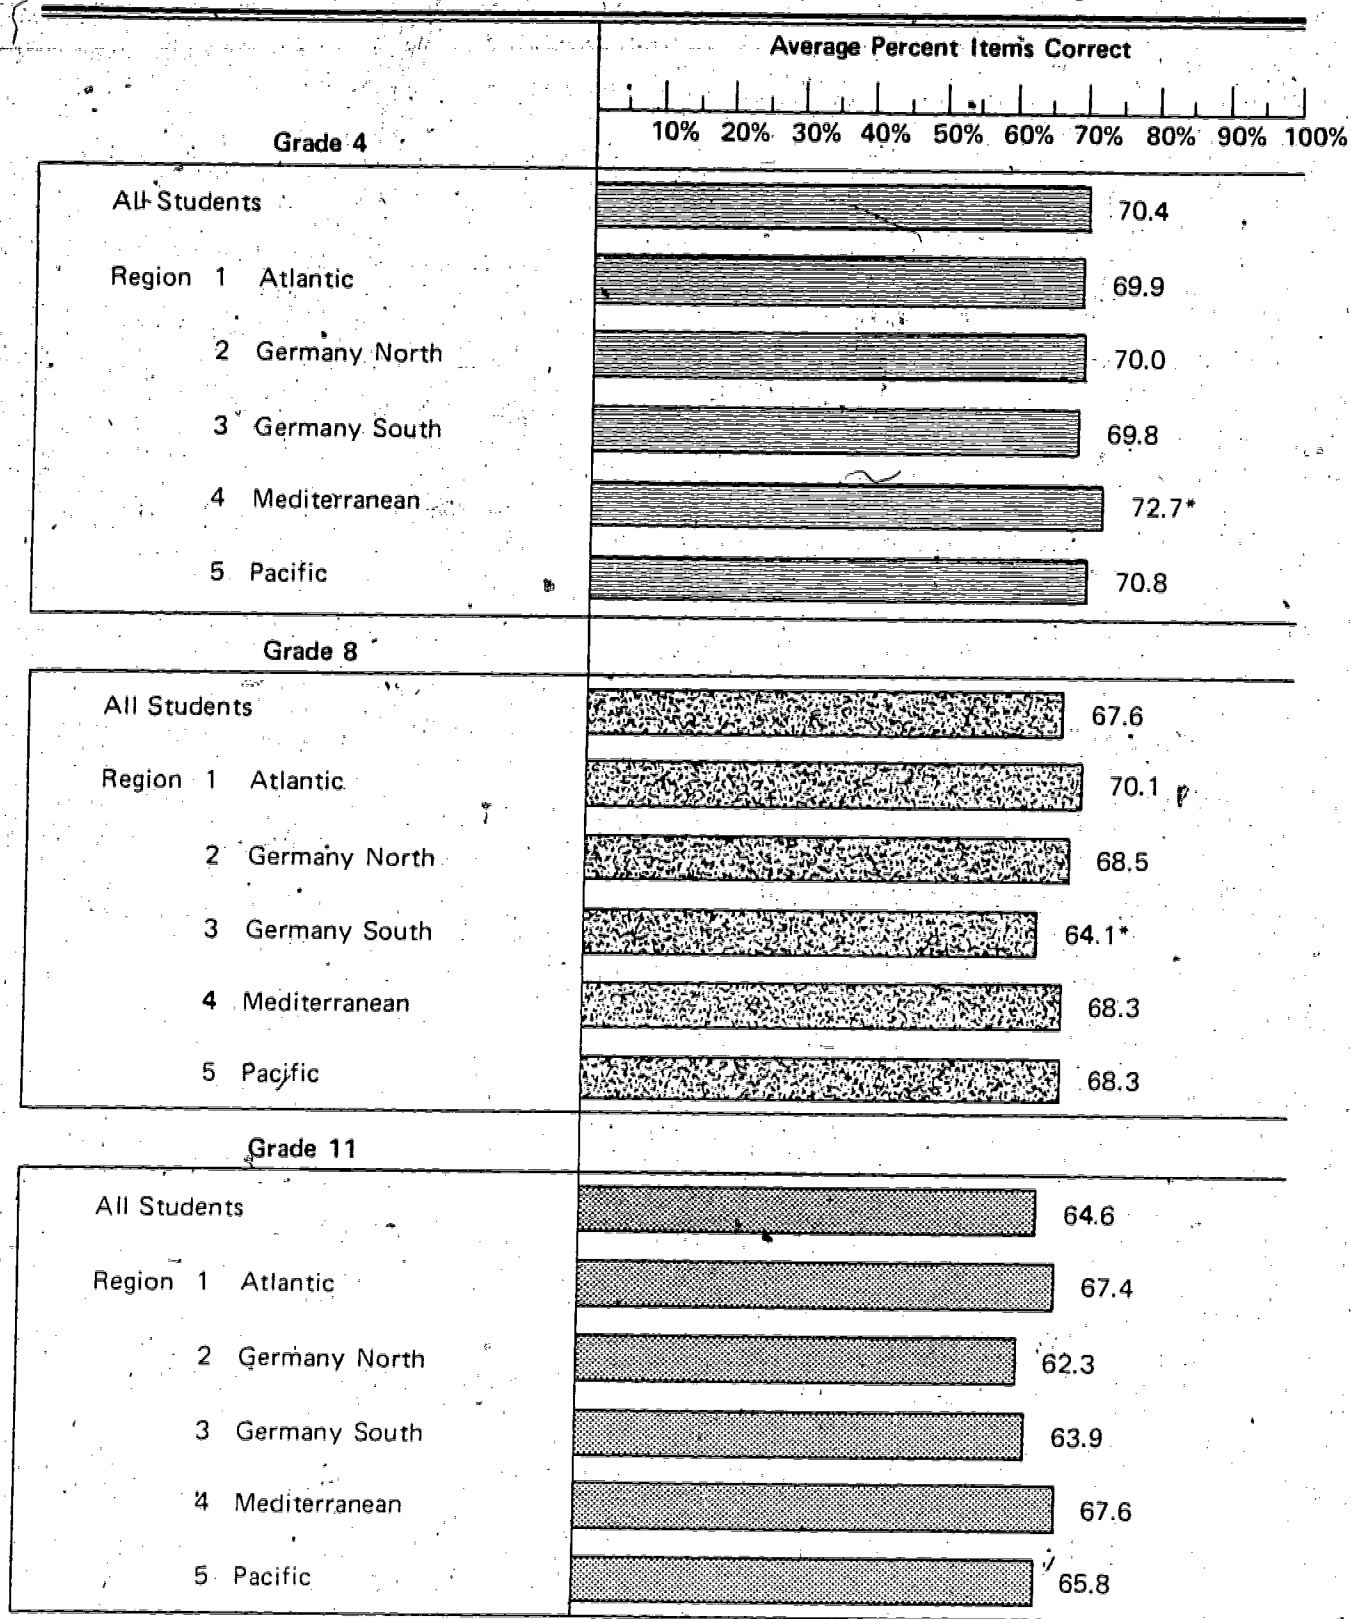 Average Percent Items Correct
10% 20% 30% 40% 50% 60% 70% 80% 90% 100%
Grade 4
All Students 70.4
Region 1 Atlantic 69.9
2 Germany North 70.0
3 Germany South 69.8
4 Mediterranean 72.7*
5 Pacific 70.8
Grade 8
All Students 67.6
Region 1 Atlantic 70.1
2 Germany North 68.5
3 Germany South 64.1*
4 Mediterranean 68.3
5 Pacific 68.3
Grade 11
All Students 64.6
Region 1 Atlantic 67.4
2 Germany North 62.3
3 Germany South 63.9
4 Mediterranean 67.6
5 Pacific 65.8